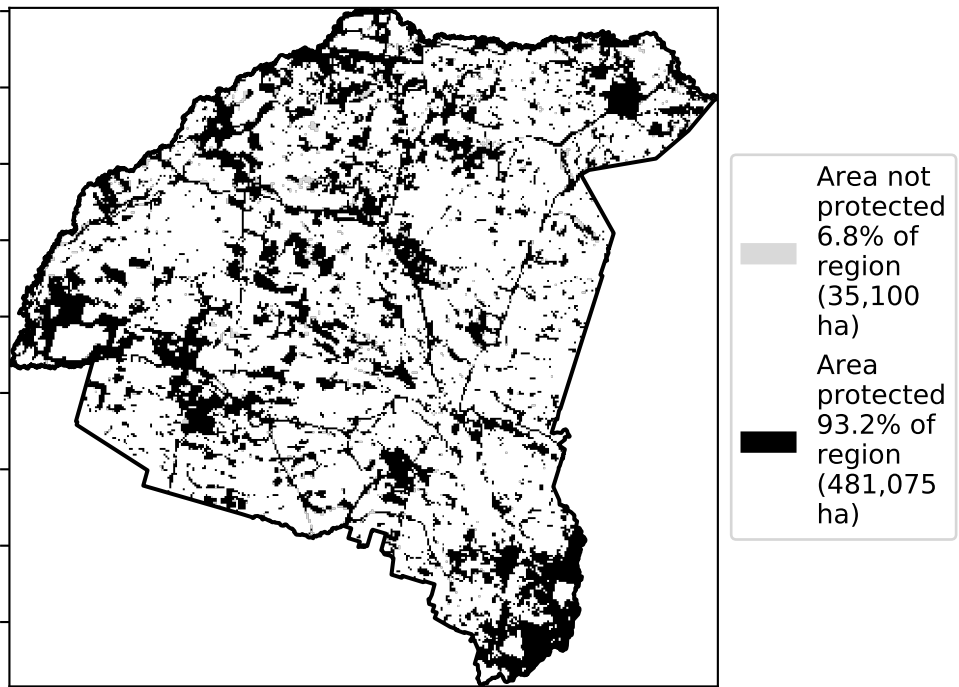 Area not
protected
6.8% of
region
(35,100
ha)
Area
protected
93.2% of
region
(481,075
ha)